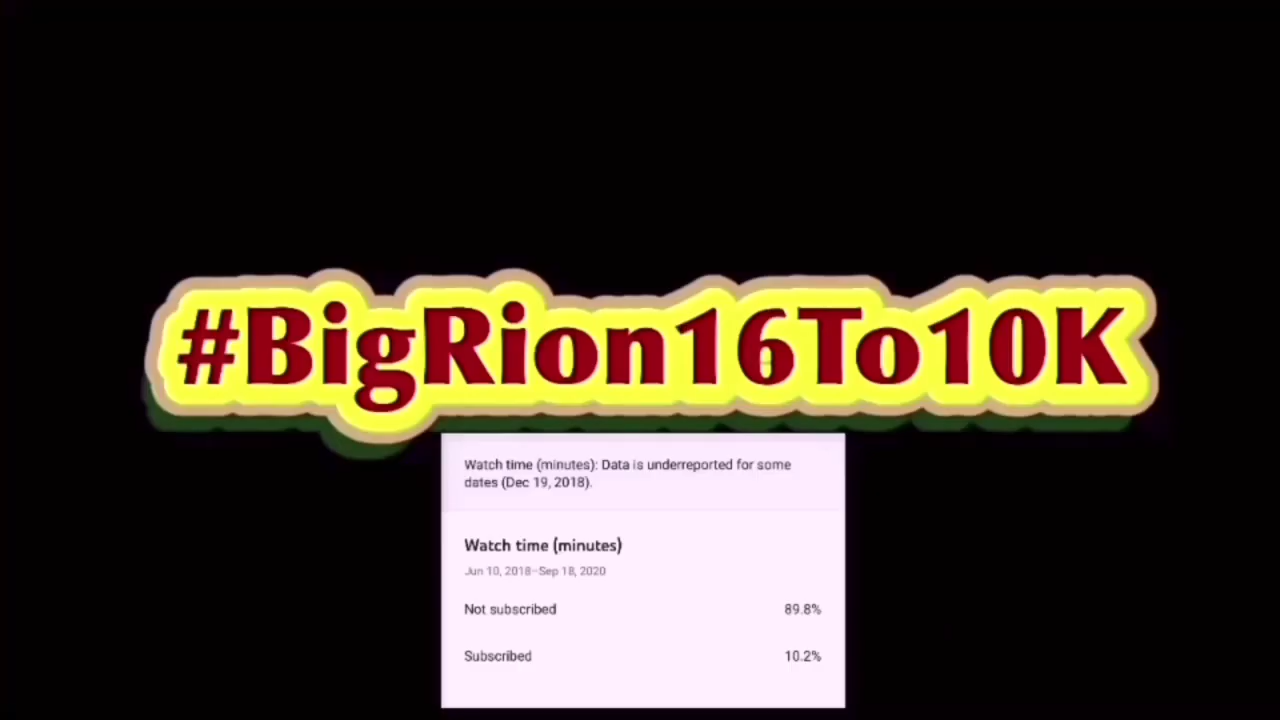 #BigRion16To10K
Watch time (minutes): Data is underreported for some
dates (Dec 19, 2018).
Watch time (minutes)
Jun 10, 2018–Sep 18, 2020
Not subscribed 89.8%
Subscribed 10.2%